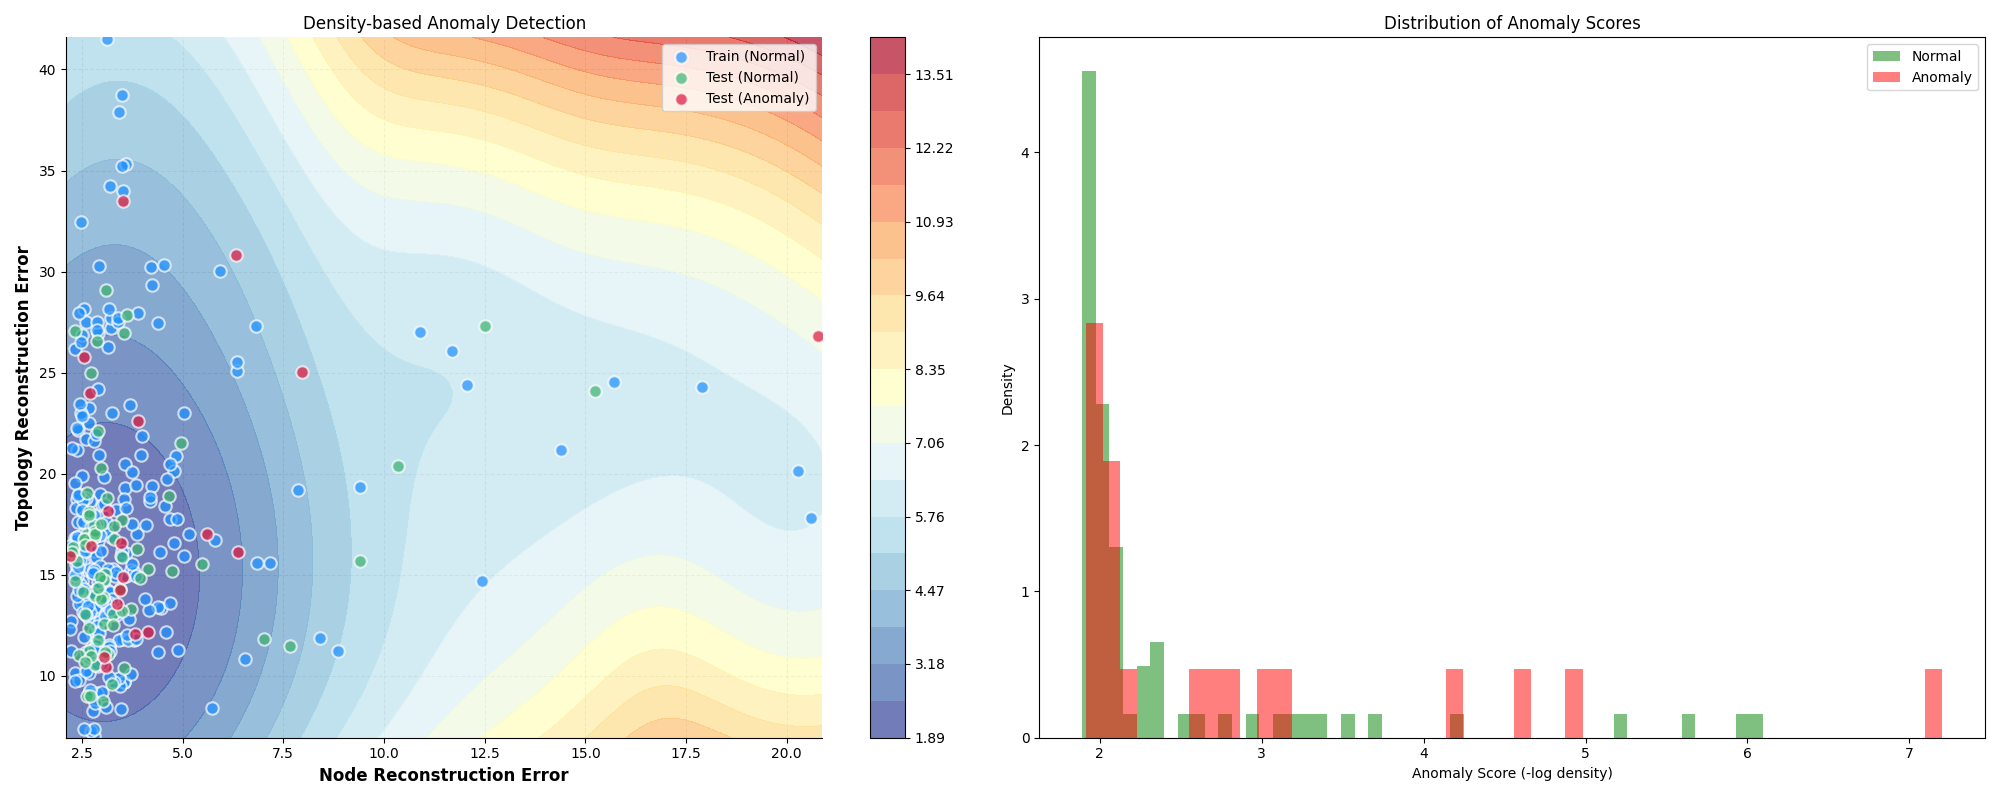 Density-based Anomaly Detection
Topology Reconstruction Error
40
35
30
25
20
15
10
Train (Normal)
Test (Normal)
Test (Anomaly)
2.5 5.0 7.5 10.0 12.5 15.0 17.5 20.0
Node Reconstruction Error
13.51
12.22
10.93
9.64
8.35
7.06
5.76
4.47
3.18
1.89
Distribution of Anomaly Scores
Density
4
3
2
1
0
Normal
Anomaly
2 3 4 5 6 7
Anomaly Score (-log density)